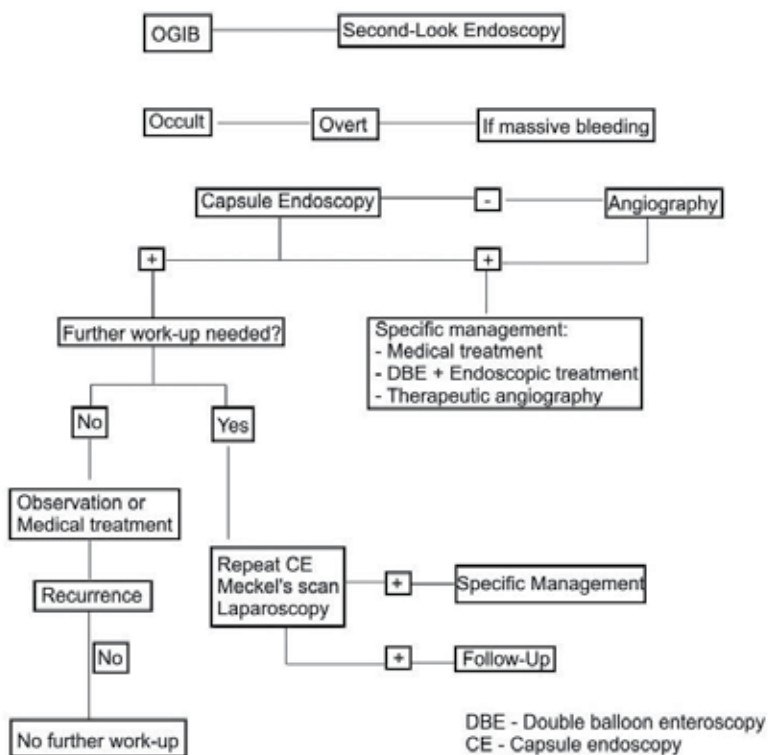 OGIB
Second-Look Endoscopy
Occult
Overt
If massive bleeding
Capsule Endoscopy
-
Angiography
+
+
Further work-up needed?
Specific management:
- Medical treatment
- DBE + Endoscopic treatment
- Therapeutic angiography
No
Yes
Observation or
Medical treatment
Repeat CE
Meckel's scan
Laparoscopy
+
Specific Management
Recurrence
No
+
Follow-Up
No further work-up
DBE - Double balloon enteroscopy
CE - Capsule endoscopy